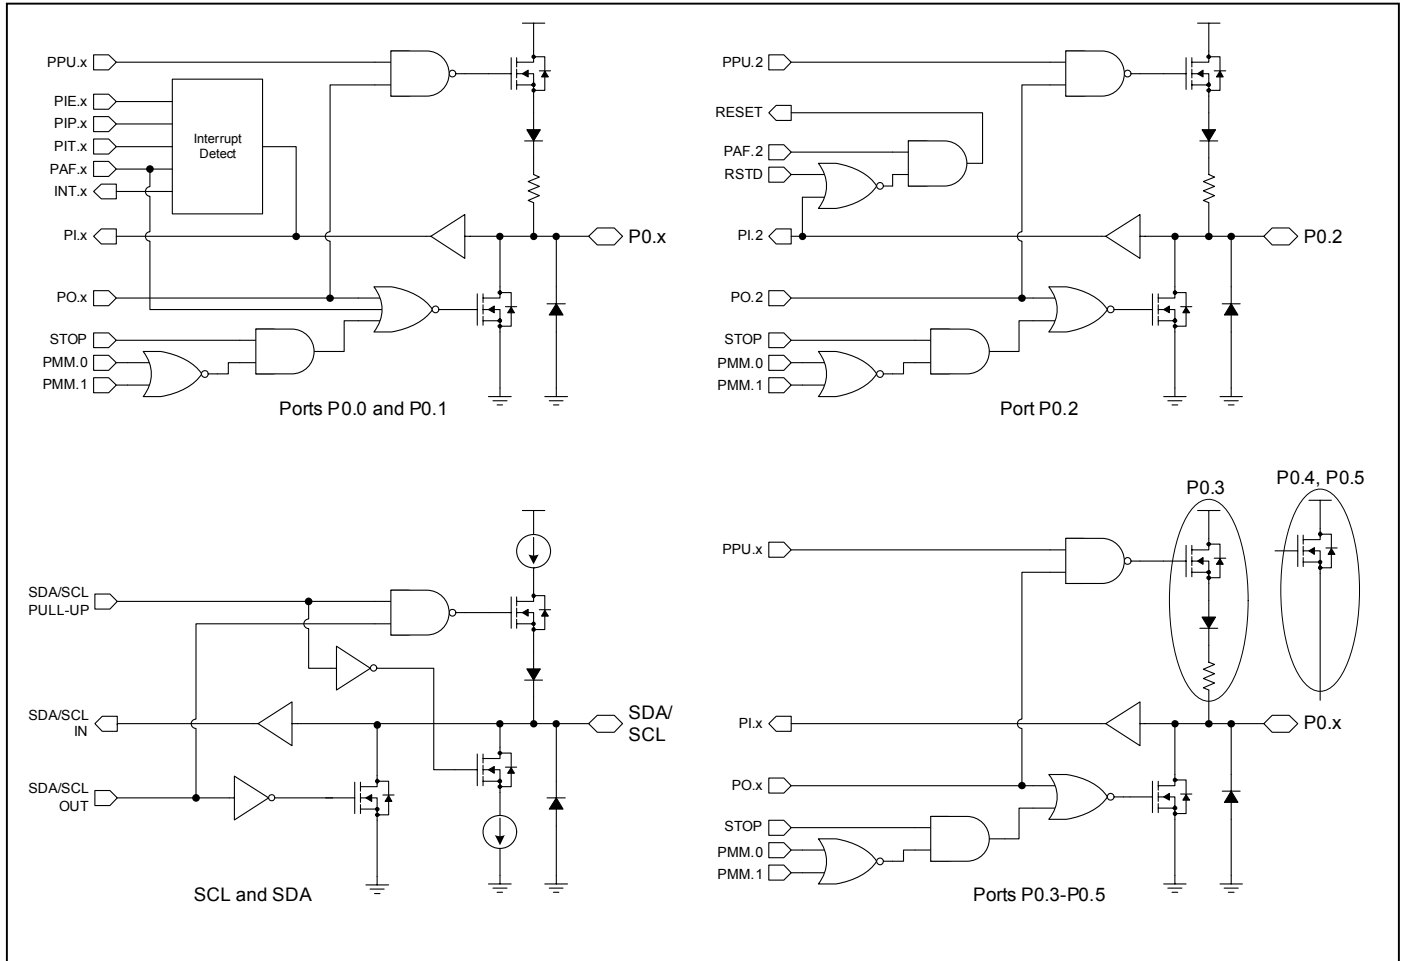 PPU.x
PIE.x
PIP.x
PIT.x
PAF.x
INT.x
Interrupt
Detect
PI.x
P0.x
PO.x
STOP
PMM.0
PMM.1
Ports P0.0 and P0.1
PPU.2
RESET
PAF.2
RSTD
PI.2
P0.2
PO.2
STOP
PMM.0
PMM.1
Port P0.2
SDA/SCL
PULL-UP
SDA/SCL
IN
SDA/
SCL
SDA/SCL
OUT
SCL and SDA
P0.3
P0.4, P0.5
PPU.x
PI.x
P0.x
PO.x
STOP
PMM.0
PMM.1
Ports P0.3-P0.5